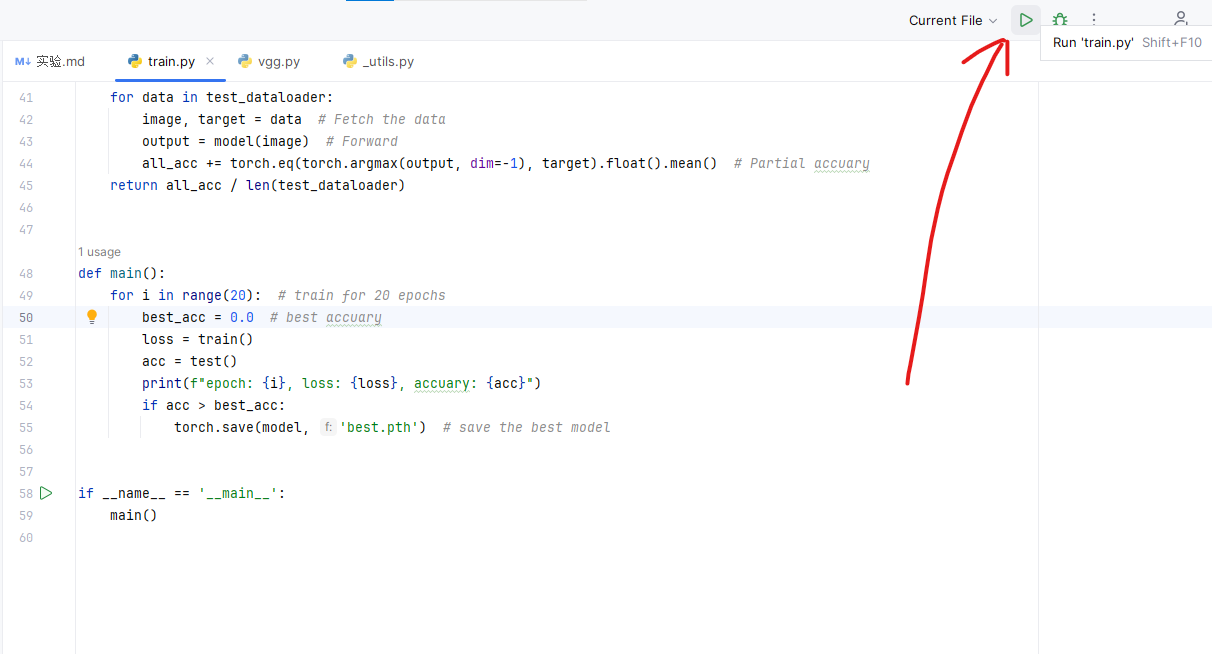 Current File
Run 'train.py' Shift+F10
M↓ 实验.md train.py × vgg.py _utils.py
41 for data in test_dataloader:
42 image, target = data # Fetch the data
43 output = model(image) # Forward
44 all_acc += torch.eq(torch.argmax(output, dim=-1), target).float().mean() # Partial accuary
45 return all_acc / len(test_dataloader)
46
47
1 usage
48 def main():
49 for i in range(20): # train for 20 epochs
50 best_acc = 0.0 # best accuary
51 loss = train()
52 acc = test()
53 print(f"epoch: {i}, loss: {loss}, accuary: {acc}")
54 if acc > best_acc:
55 torch.save(model, f: 'best.pth') # save the best model
56
57
58 if __name__ == '__main__':
59 main()
60